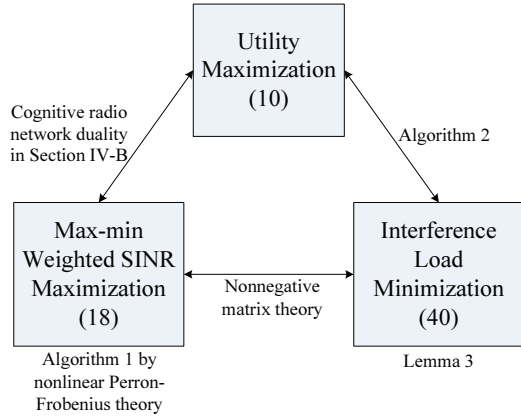 Utility
Maximization
(10)
Cognitive radio
network duality
in Section IV-B
Algorithm 2
Max-min
Weighted SINR
Maximization
(18)
Nonnegative
matrix theory
Interference
Load
Minimization
(40)
Algorithm 1 by
nonlinear Perron-
Frobenius theory
Lemma 3